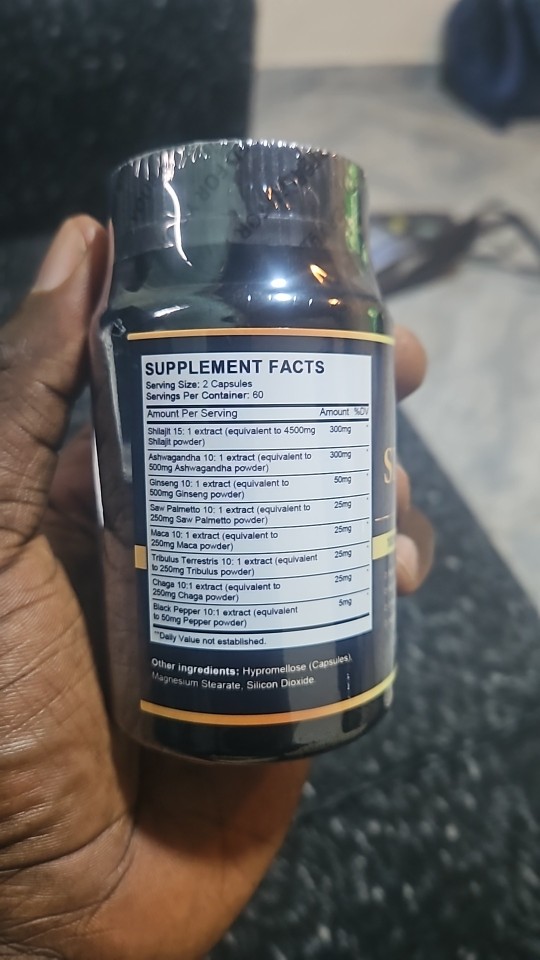 SUPPLEMENT FACTS
Serving Size: 2 Capsules
Servings Per Container: 60
Amount Per Serving Amount %DV
Shilajit 15: 1 extract (equivalent to 4500mg 300mg *
Shilajit powder)
Ashwagandha 10: 1 extract (equivalent to 300mg *
500mg Ashwagandha powder)
Ginseng 10: 1 extract (equivalent to 50mg *
500mg Ginseng powder)
Saw Palmetto 10: 1 extract (equivalent to 25mg *
250mg Saw Palmetto powder)
Maca 10: 1 extract (equivalent to 25mg *
250mg Maca powder)
Tribulus Terrestris 10: 1 extract (equivalent 25mg *
to 250mg Tribulus powder)
Chaga 10:1 extract (equivalent to 25mg *
250mg Chaga powder)
Black Pepper 10:1 extract (equivalent 5mg *
to 50mg Pepper powder)
**Daily Value not established.
Other ingredients: Hypromellose (Capsules),
Magnesium Stearate, Silicon Dioxide.